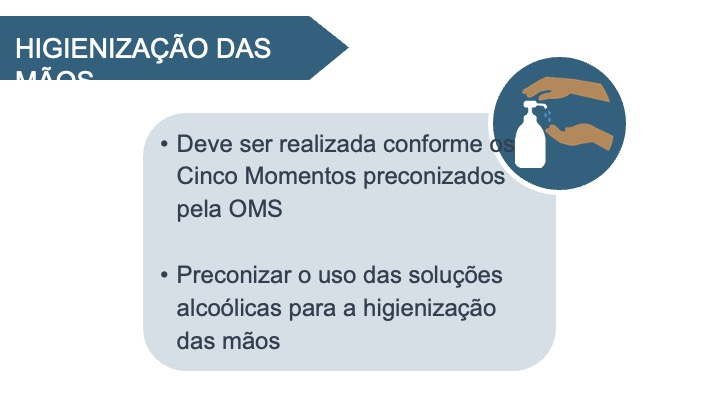 HIGIENIZAÇÃO DAS
MÃOS
• Deve ser realizada conforme os
Cinco Momentos preconizados
pela OMS
• Preconizar o uso das soluções
alcoólicas para a higienização
das mãos